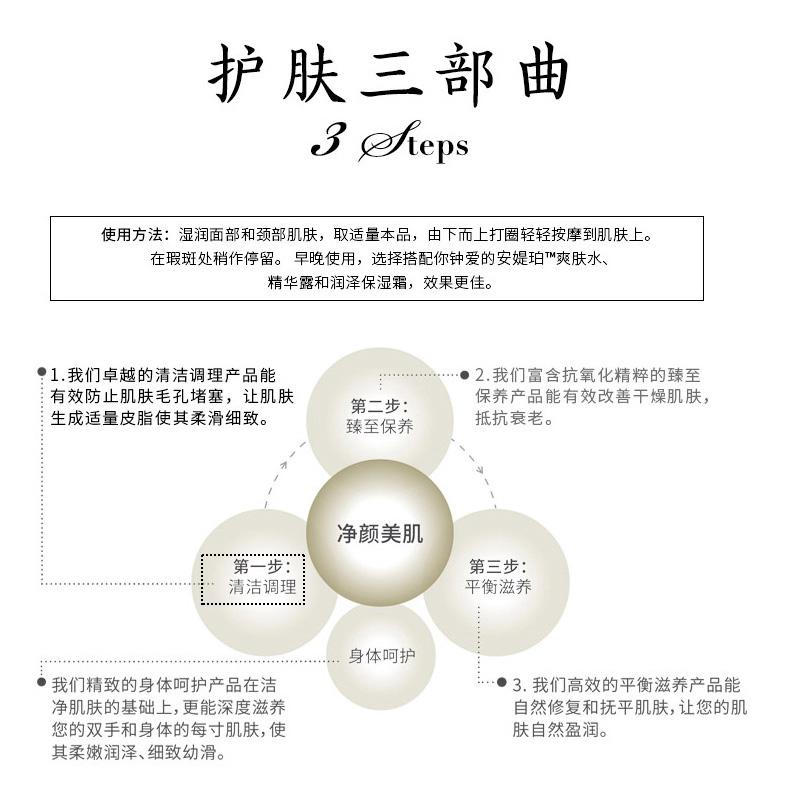 护肤三部曲
3 Steps
使用方法：湿润面部和颈部肌肤，取适量本品，由下而上打圈轻轻按摩到肌肤上。
在瑕斑处稍作停留。 早晚使用，选择搭配你钟爱的安媞珀™爽肤水、
精华露和润泽保湿霜，效果更佳。
1.我们卓越的清洁调理产品能
有效防止肌肤毛孔堵塞，让肌肤
生成适量皮脂使其柔滑细致。
第二步：
臻至保养
2.我们富含抗氧化精粹的臻至
保养产品能有效改善干燥肌肤，
抵抗衰老。
净颜美肌
第一步：
清洁调理
第三步：
平衡滋养
身体呵护
我们精致的身体呵护产品在洁
净肌肤的基础上，更能深度滋养
您的双手和身体的每寸肌肤，使
其柔嫩润泽、细致幼滑。
3. 我们高效的平衡滋养产品能
自然修复和抚平肌肤，让您的肌
肤自然盈润。